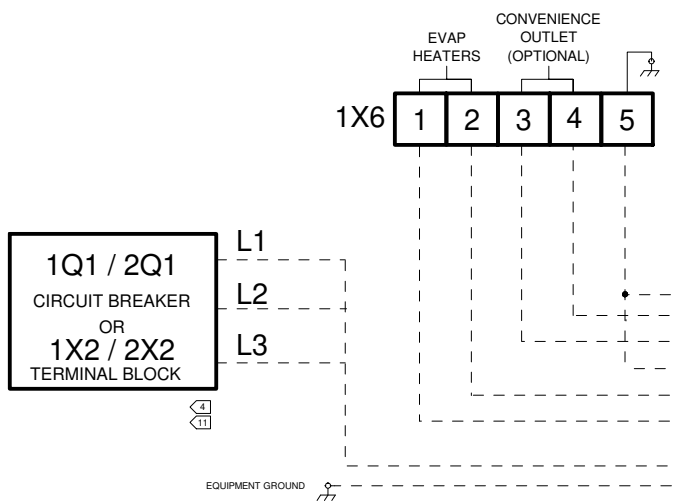 CONVENIENCE
OUTLET
(OPTIONAL)
EVAP
HEATERS
1X6
1
2
3
4
5
1Q1 / 2Q1
CIRCUIT BREAKER
OR
1X2 / 2X2
TERMINAL BLOCK
L1
L2
L3
4
11
EQUIPMENT GROUND